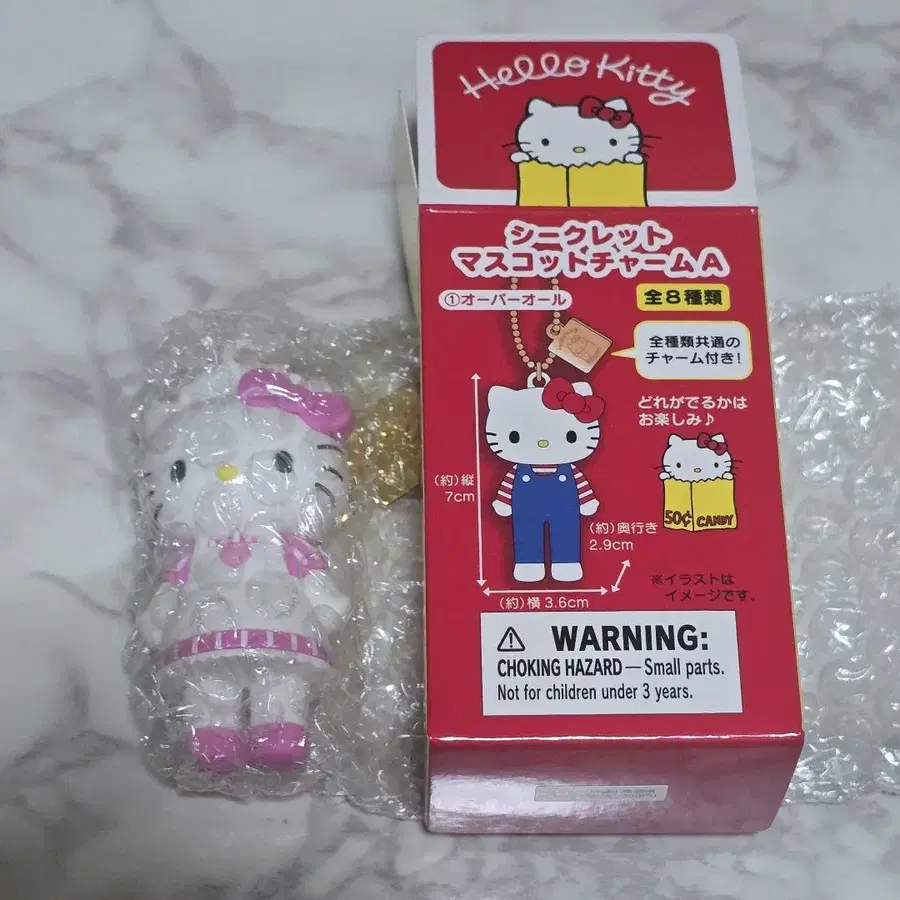 Hello Kitty
シークレット
マスコットチャームA
①オーバーオール
全8種類
全種類共通の
チャーム付き!
どれがでるかは
お楽しみ♪
(約)縦
7cm
50¢ CANDY
(約)奥行き
2.9cm
(約)横3.6cm
※イラストは
イメージです。
⚠ WARNING:
CHOKING HAZARD — Small parts.
Not for children under 3 years.